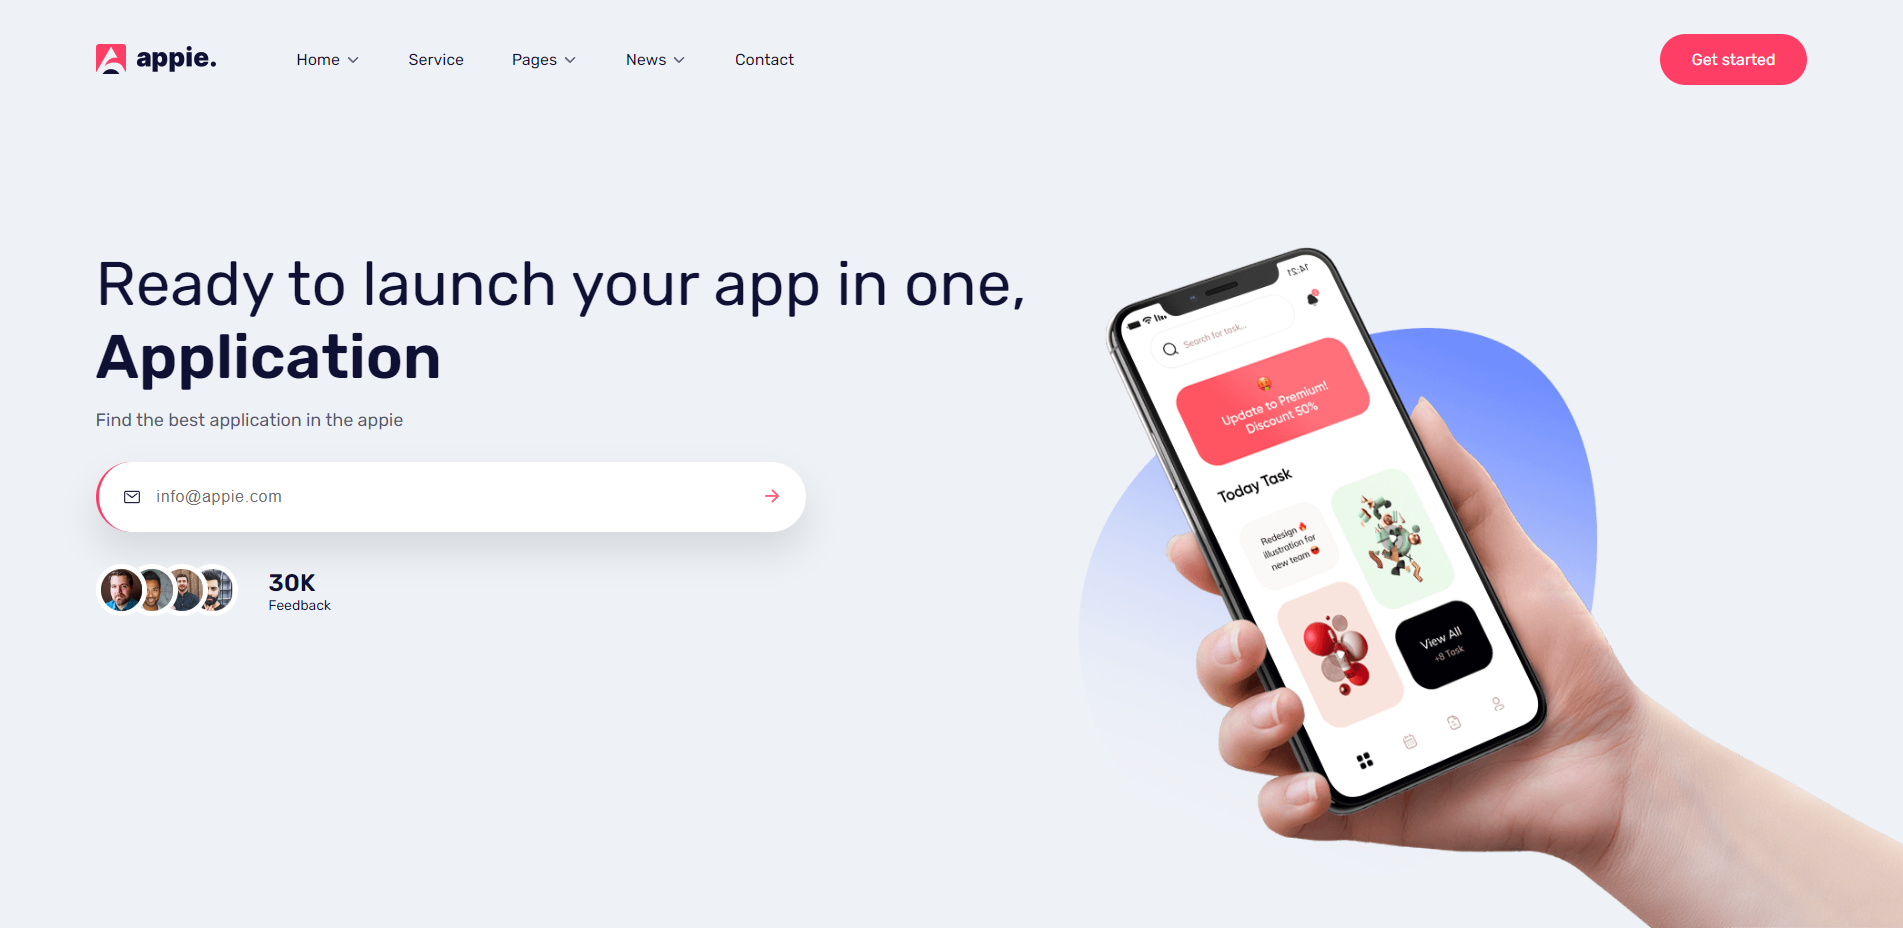 appie.
Home
Service
Pages
News
Contact
Get started
Ready to launch your app in one,
Application
Find the best application in the appie
info@appie.com
30K
Feedback
14:21
Search for task...
Update to Premium!
Discount 50%
Today Task
Redesign 🔥
illustration for
new team 😍
View All
+8 Task